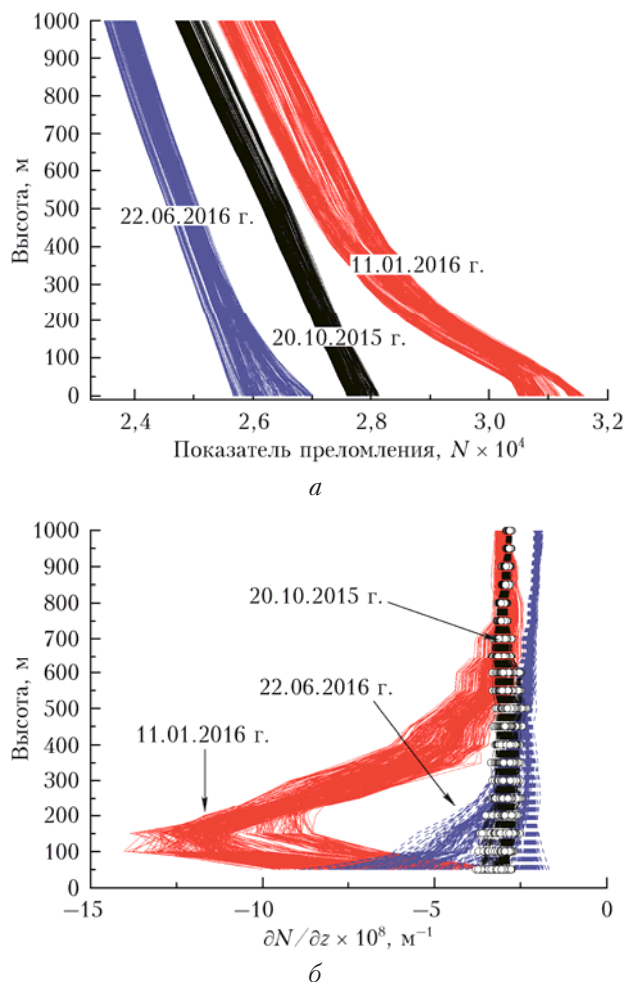 1000
900
800
700
600
500
400
300
200
100
0
Высота, м
22.06.2016 г.
11.01.2016 г.
20.10.2015 г.
2,4 2,6 2,8 3,0 3,2
Показатель преломления, N × 10⁴
а
1000
900
800
700
600
500
400
300
200
100
0
Высота, м
20.10.2015 г.
22.06.2016 г.
11.01.2016 г.
−15 −10 −5 0
∂N/∂z × 10⁸, м⁻¹
б